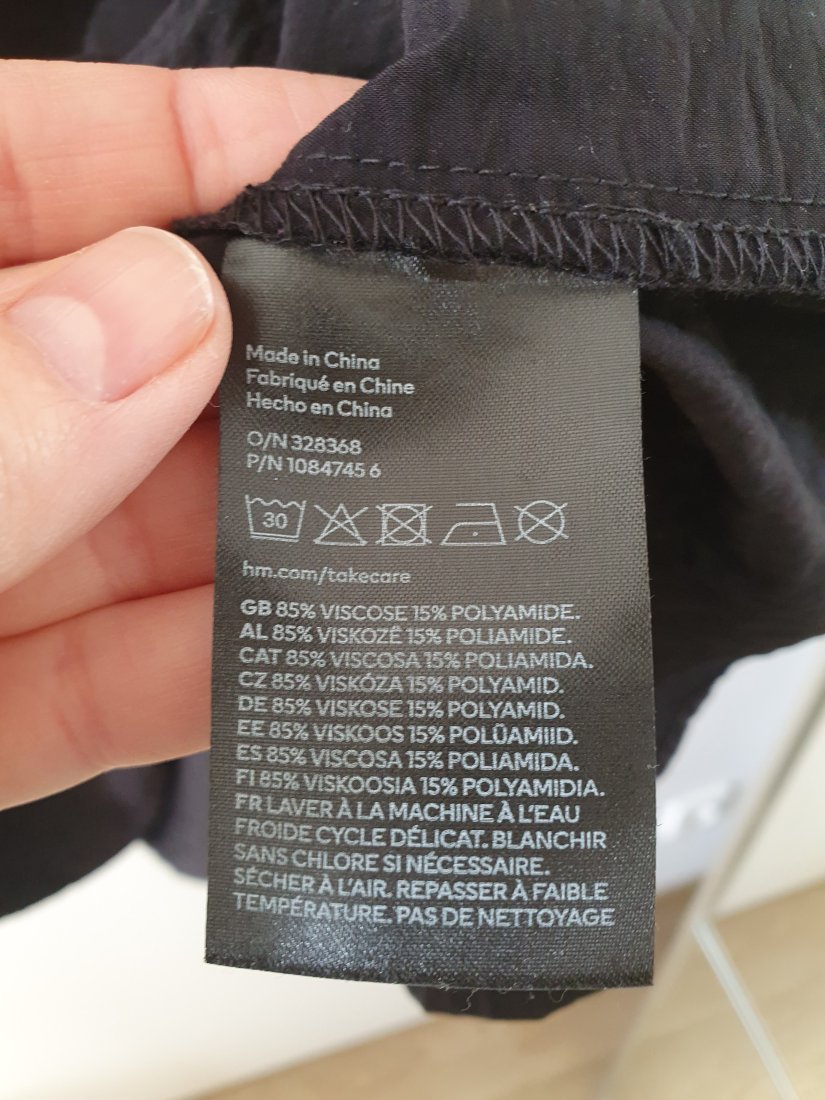 Made in China
Fabriqué en Chine
Hecho en China
O/N 328368
P/N 1084745 6
30
hm.com/takecare
GB 85% VISCOSE 15% POLYAMIDE.
AL 85% VISKOZË 15% POLIAMIDE.
CAT 85% VISCOSA 15% POLIAMIDA.
CZ 85% VISKÓZA 15% POLYAMID.
DE 85% VISKOSE 15% POLYAMID.
EE 85% VISKOOS 15% POLÜAMIID.
ES 85% VISCOSA 15% POLIAMIDA.
FI 85% VISKOOSIA 15% POLYAMIDIA.
FR LAVER À LA MACHINE À L'EAU
FROIDE CYCLE DÉLICAT. BLANCHIR
SANS CHLORE SI NÉCESSAIRE.
SÉCHER À L'AIR. REPASSER À FAIBLE
TEMPÉRATURE. PAS DE NETTOYAGE